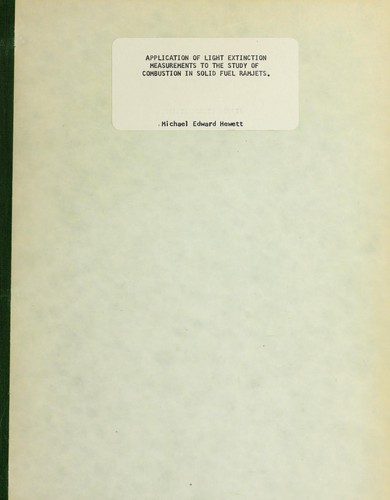 APPLICATION OF LIGHT EXTINCTION
MEASUREMENTS TO THE STUDY OF
COMBUSTION IN SOLID FUEL RAMJETS.
Michael Edward Hewett